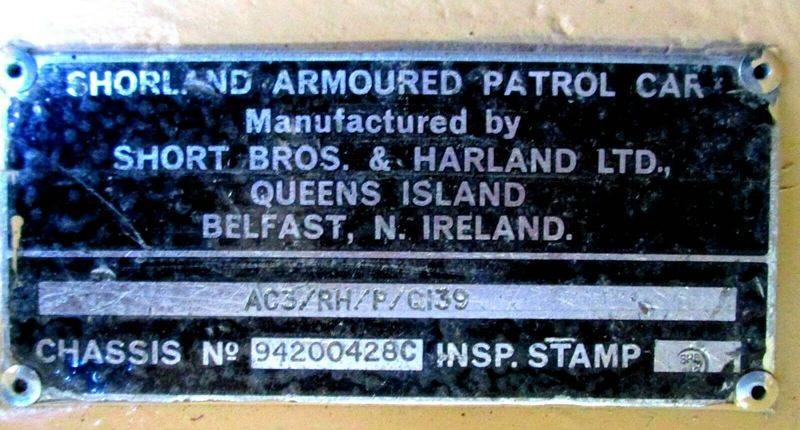 SHORLAND ARMOURED PATROL CAR
Manufactured by
SHORT BROS. & HARLAND LTD.,
QUEENS ISLAND
BELFAST, N. IRELAND.
AC3/RH/P/Q139
CHASSIS Nº 94200428C INSP. STAMP